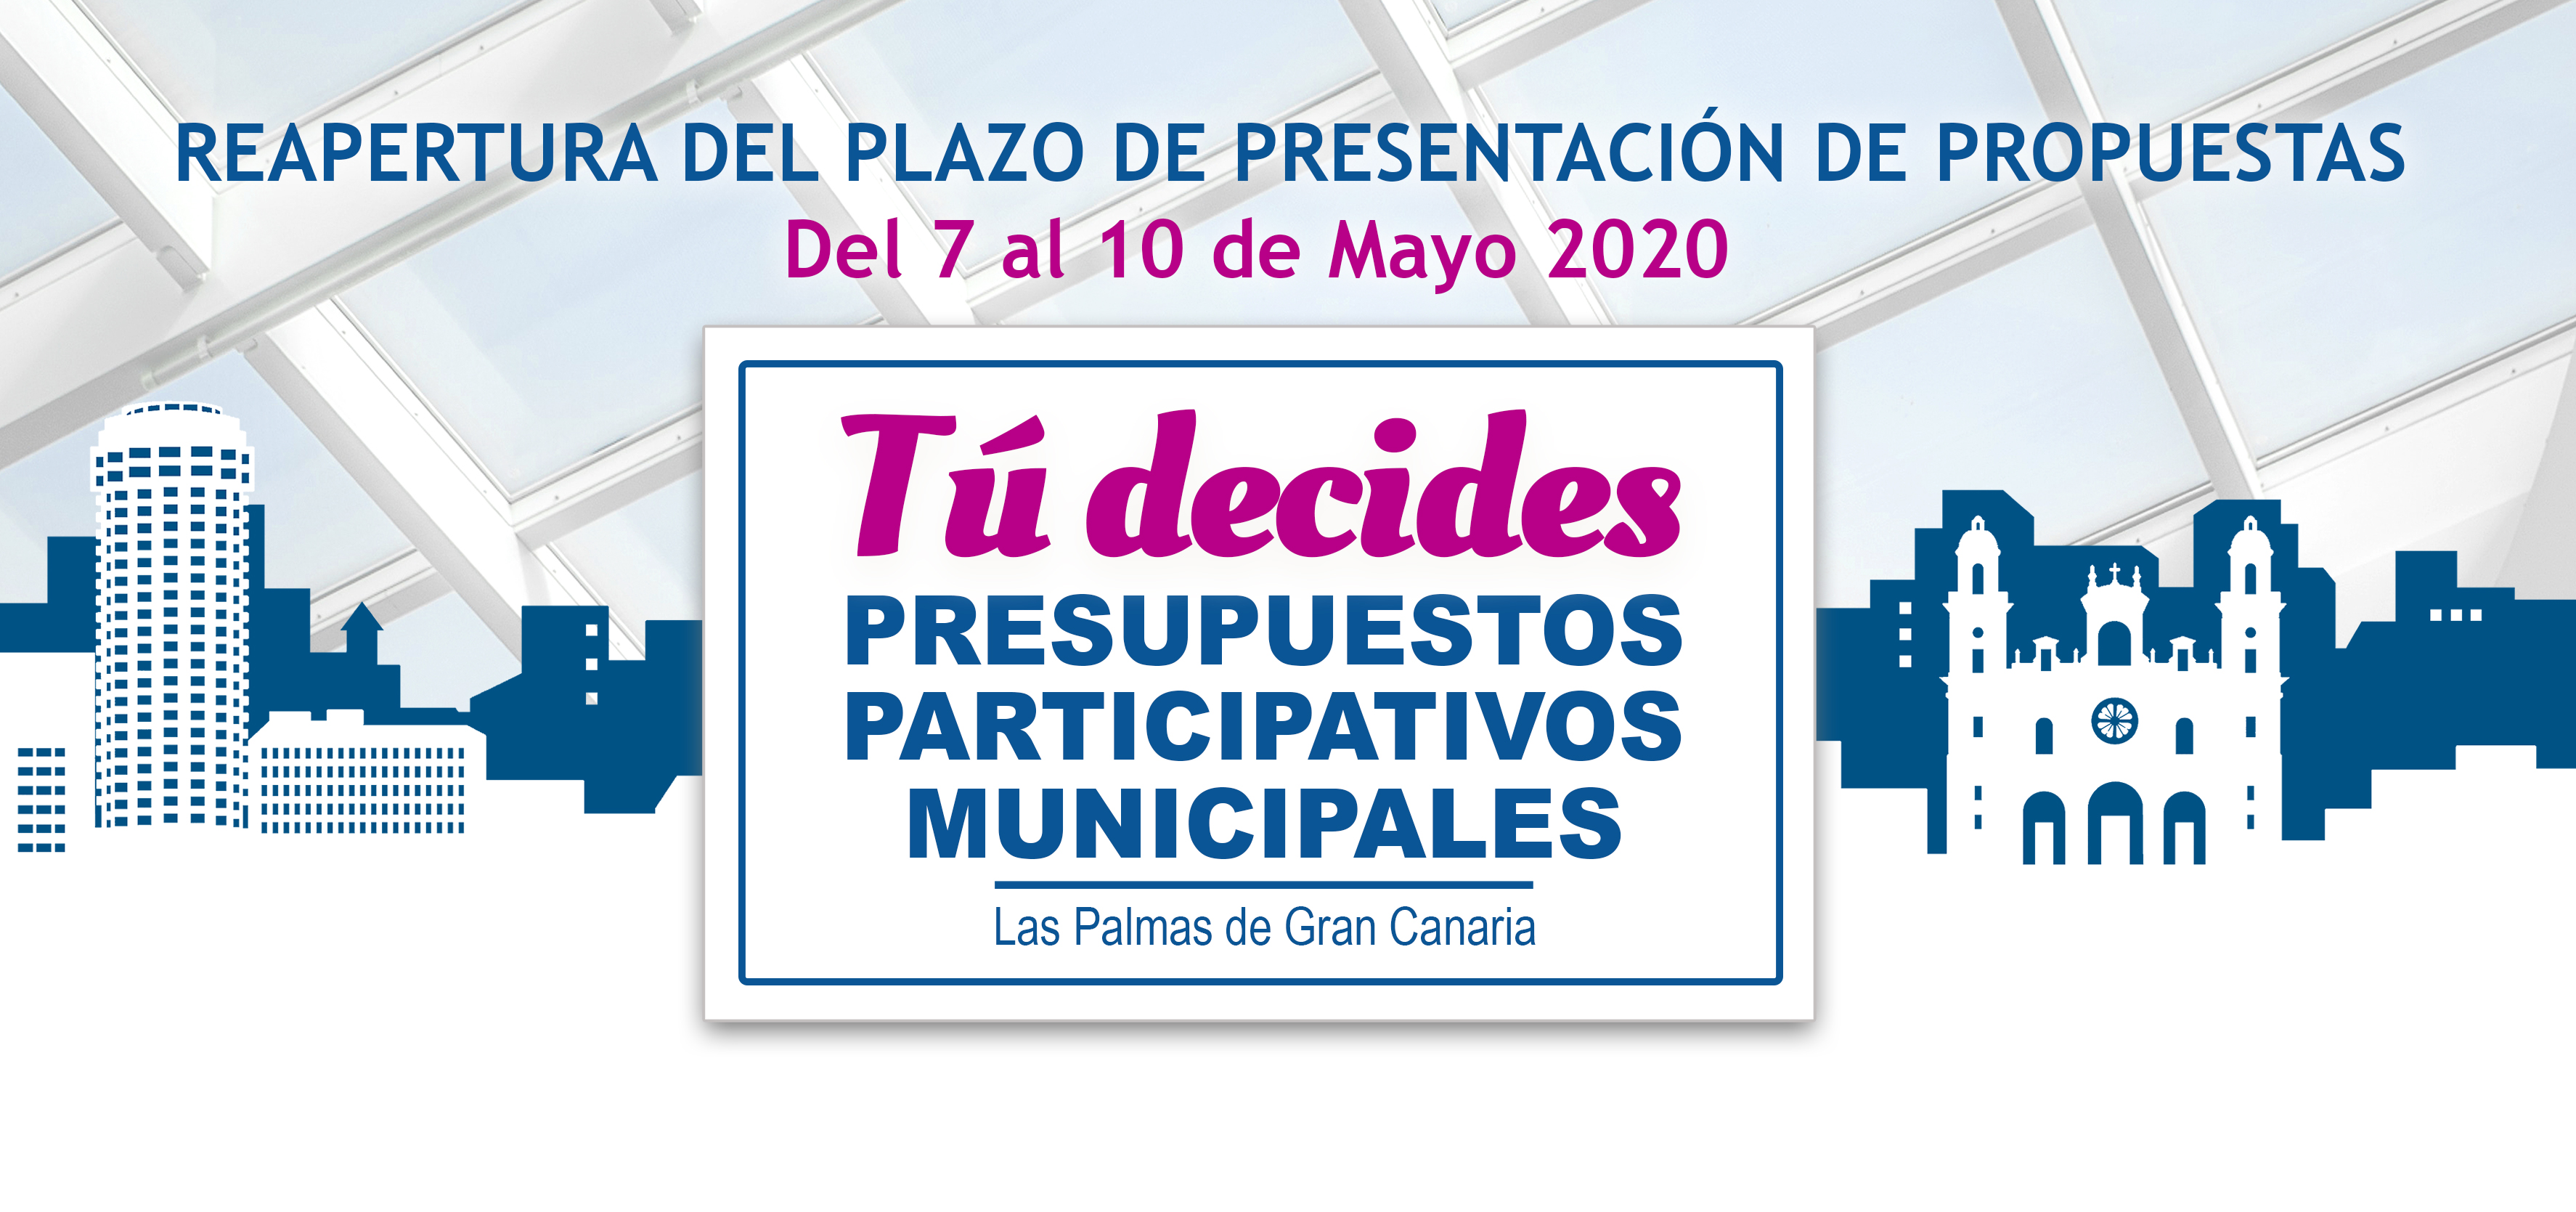 REAPERTURA DEL PLAZO DE PRESENTACIÓN DE PROPUESTAS
Del 7 al 10 de Mayo 2020
Tú decides
PRESUPUESTOS
PARTICIPATIVOS
MUNICIPALES
Las Palmas de Gran Canaria